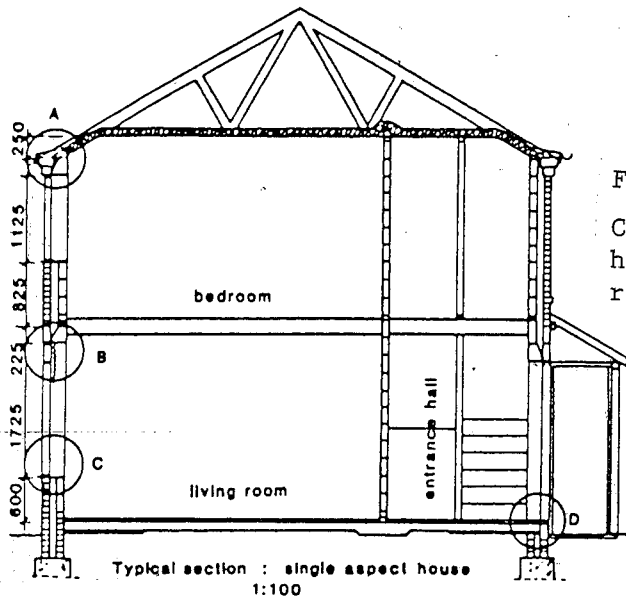 A
250
1125
825
225
1725
600
bedroom
B
C
living room
entrance hall
D
F
C
h
r
Typical section : single aspect house
1:100